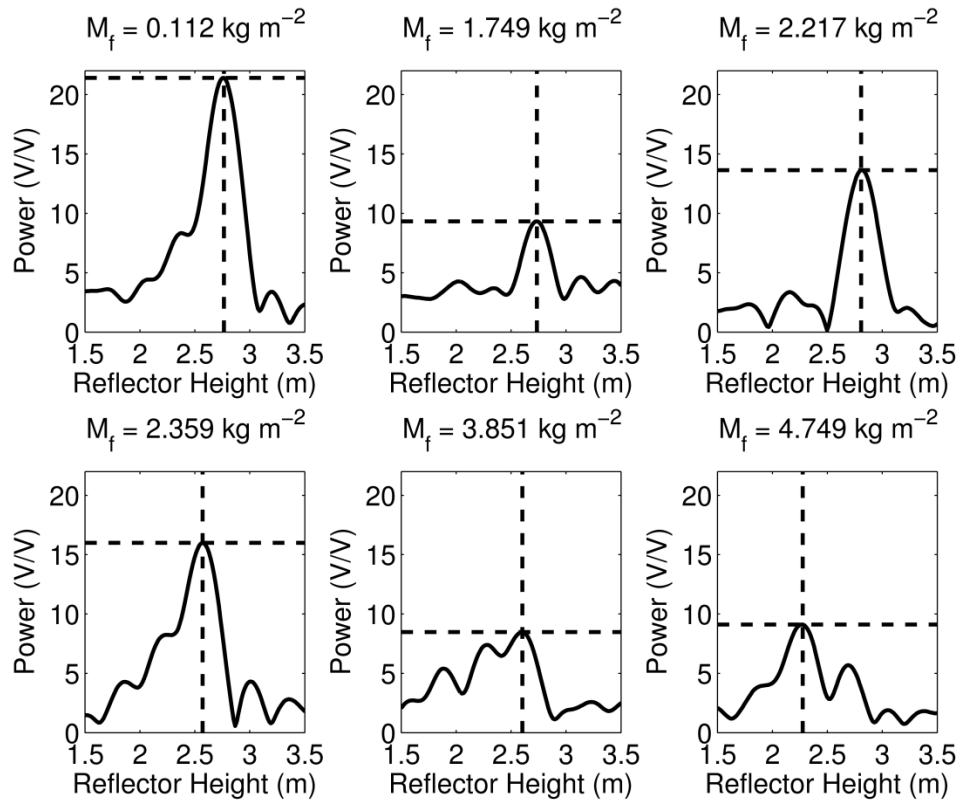 M_f = 0.112 kg m⁻²
M_f = 1.749 kg m⁻²
M_f = 2.217 kg m⁻²
Power (V/V)
20
15
10
5
0
1.5 2 2.5 3 3.5
Reflector Height (m)
Power (V/V)
20
15
10
5
0
1.5 2 2.5 3 3.5
Reflector Height (m)
Power (V/V)
20
15
10
5
0
1.5 2 2.5 3 3.5
Reflector Height (m)
M_f = 2.359 kg m⁻²
M_f = 3.851 kg m⁻²
M_f = 4.749 kg m⁻²
Power (V/V)
20
15
10
5
0
1.5 2 2.5 3 3.5
Reflector Height (m)
Power (V/V)
20
15
10
5
0
1.5 2 2.5 3 3.5
Reflector Height (m)
Power (V/V)
20
15
10
5
0
1.5 2 2.5 3 3.5
Reflector Height (m)